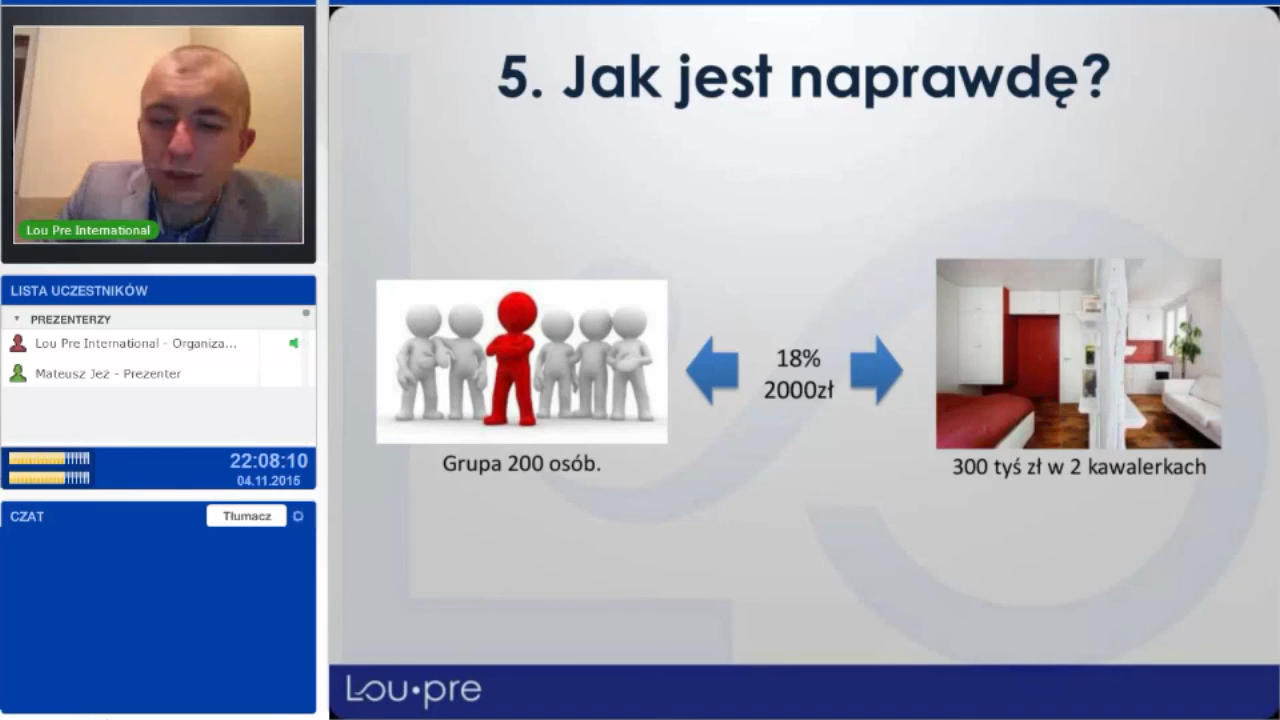 Lou Pre International
LISTA UCZESTNIKÓW
PREZENTERZY
Lou Pre International - Organiza...
Mateusz Jeż - Prezenter
22:08:10
04.11.2015
CZAT
Tłumacz
5. Jak jest naprawdę?
18%
2000zł
Grupa 200 osób.
300 tyś zł w 2 kawalerkach
Lou•pre